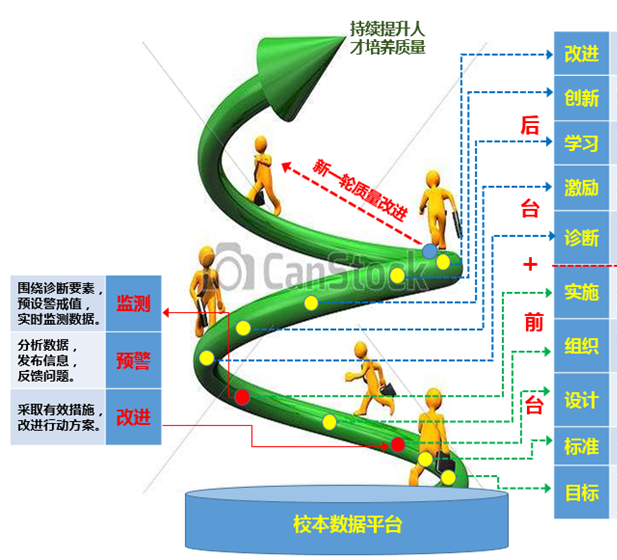 持续提升人
才培养质量
改进
创新
后
学习
新一轮质量改进
激励
台
诊断
+
CanStock
围绕诊断要素，
预设警戒值，
实时监测数据。
监测
实施
前
分析数据，
发布信息，
反馈问题。
预警
组织
采取有效措施，
改进行动方案。
改进
设计
台
标准
目标
校本数据平台